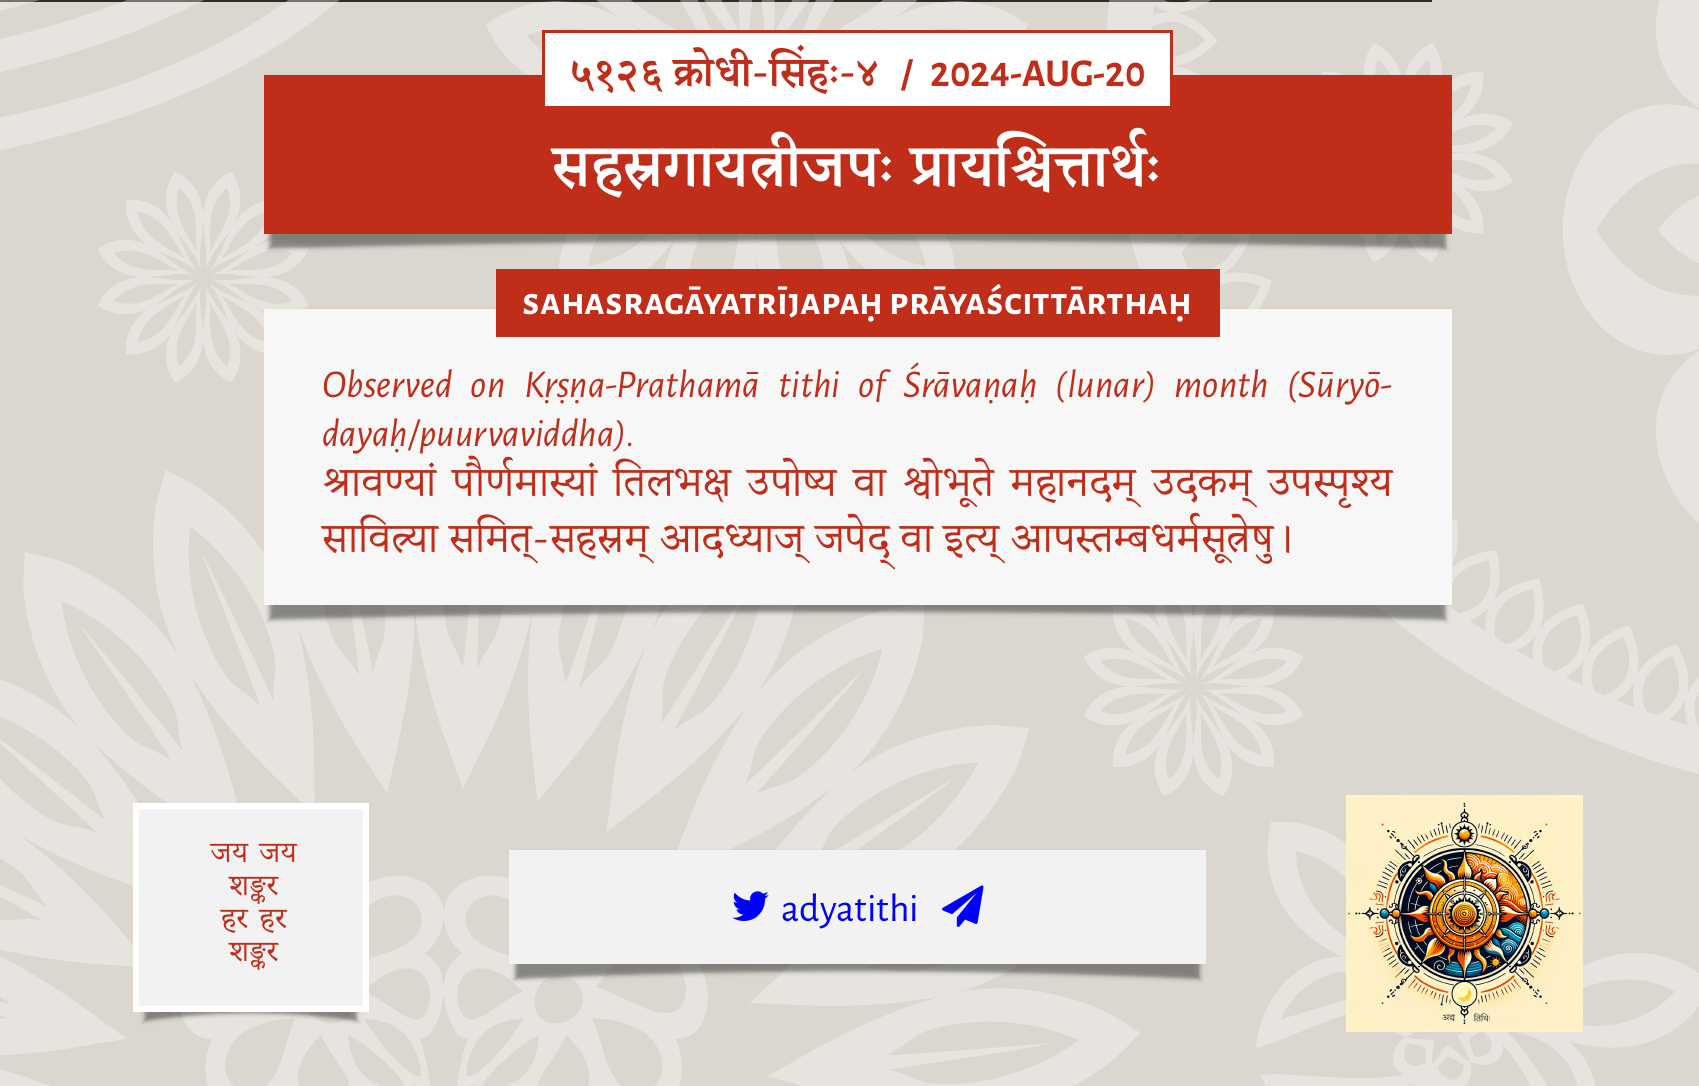 ५१२६ क्रोधी-सिंहः-४ / 2024-AUG-20
सहस्रगायत्रीजपः प्रायश्चित्तार्थः
SAHASRAGĀYATRĪJAPAḤ PRĀYAŚCITTĀRTHAḤ
Observed on Kṛṣṇa-Prathamā tithi of Śrāvaṇaḥ (lunar) month (Sūryō-
dayaḥ/puurvaviddha).
श्रावण्यां पौर्णमास्यां तिलभक्ष उपोष्य वा श्वोभूते महानदम् उदकम् उपस्पृश्य
सावित्र्या समित्-सहस्रम् आदध्याज् जपेद् वा इत्य् आपस्तम्बधर्मसूत्रेषु।
जय जय
शङ्कर
हर हर
शङ्कर
adyatithi
अद्य तिथिः